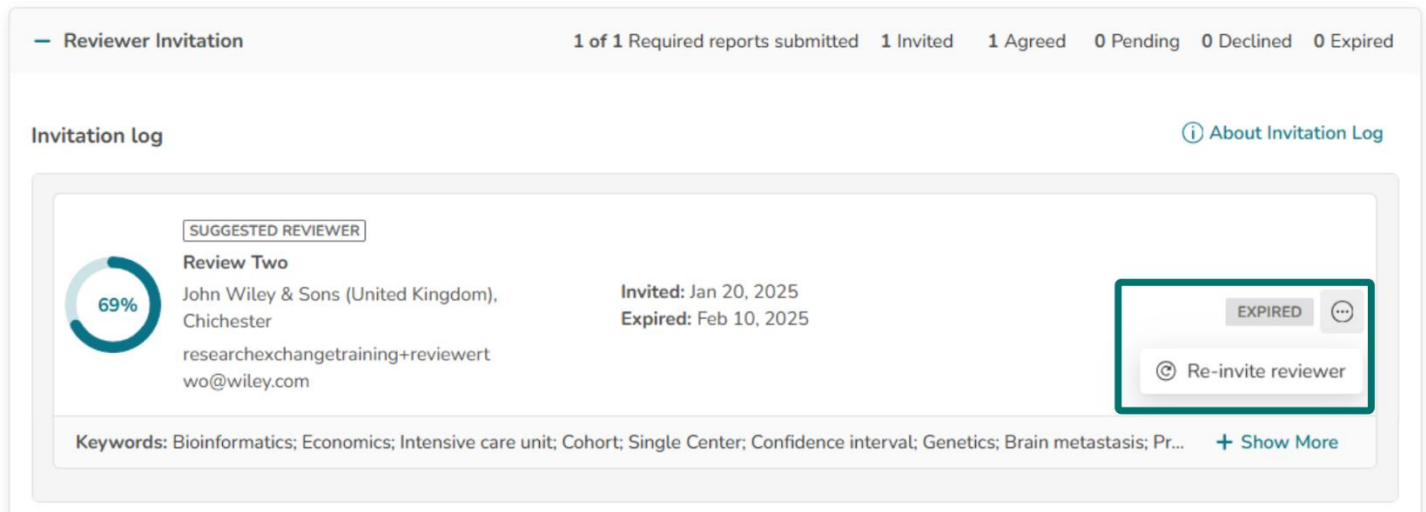 Reviewer Invitation
1 of 1 Required reports submitted 1 Invited 1 Agreed 0 Pending 0 Declined 0 Expired
Invitation log
About Invitation Log
SUGGESTED REVIEWER
69%
Review Two
John Wiley & Sons (United Kingdom),
Chichester
researchexchangetraining+reviewert
wo@wiley.com
Invited: Jan 20, 2025
Expired: Feb 10, 2025
EXPIRED
Re-invite reviewer
Keywords: Bioinformatics; Economics; Intensive care unit; Cohort; Single Center; Confidence interval; Genetics; Brain metastasis; Pr...
+ Show More